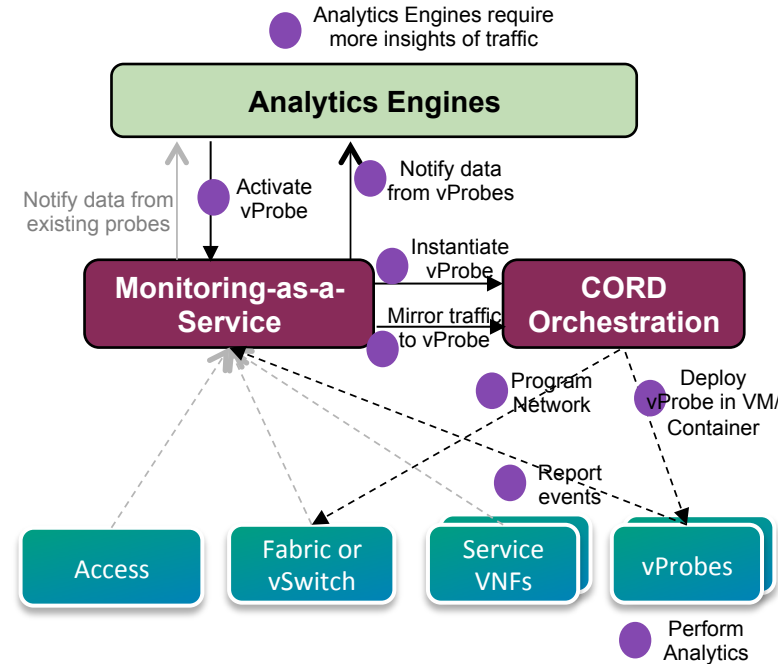 Analytics Engines require
more insights of traffic
Analytics Engines
Notify data from
existing probes
Activate
vProbe
Notify data
from vProbes
Instantiate
vProbe
Monitoring-as-a-
Service
CORD
Orchestration
Mirror traffic
to vProbe
Program
Network
Deploy
vProbe in VM/
Container
Report
events
Access
Fabric or
vSwitch
Service
VNFs
vProbes
Perform
Analytics